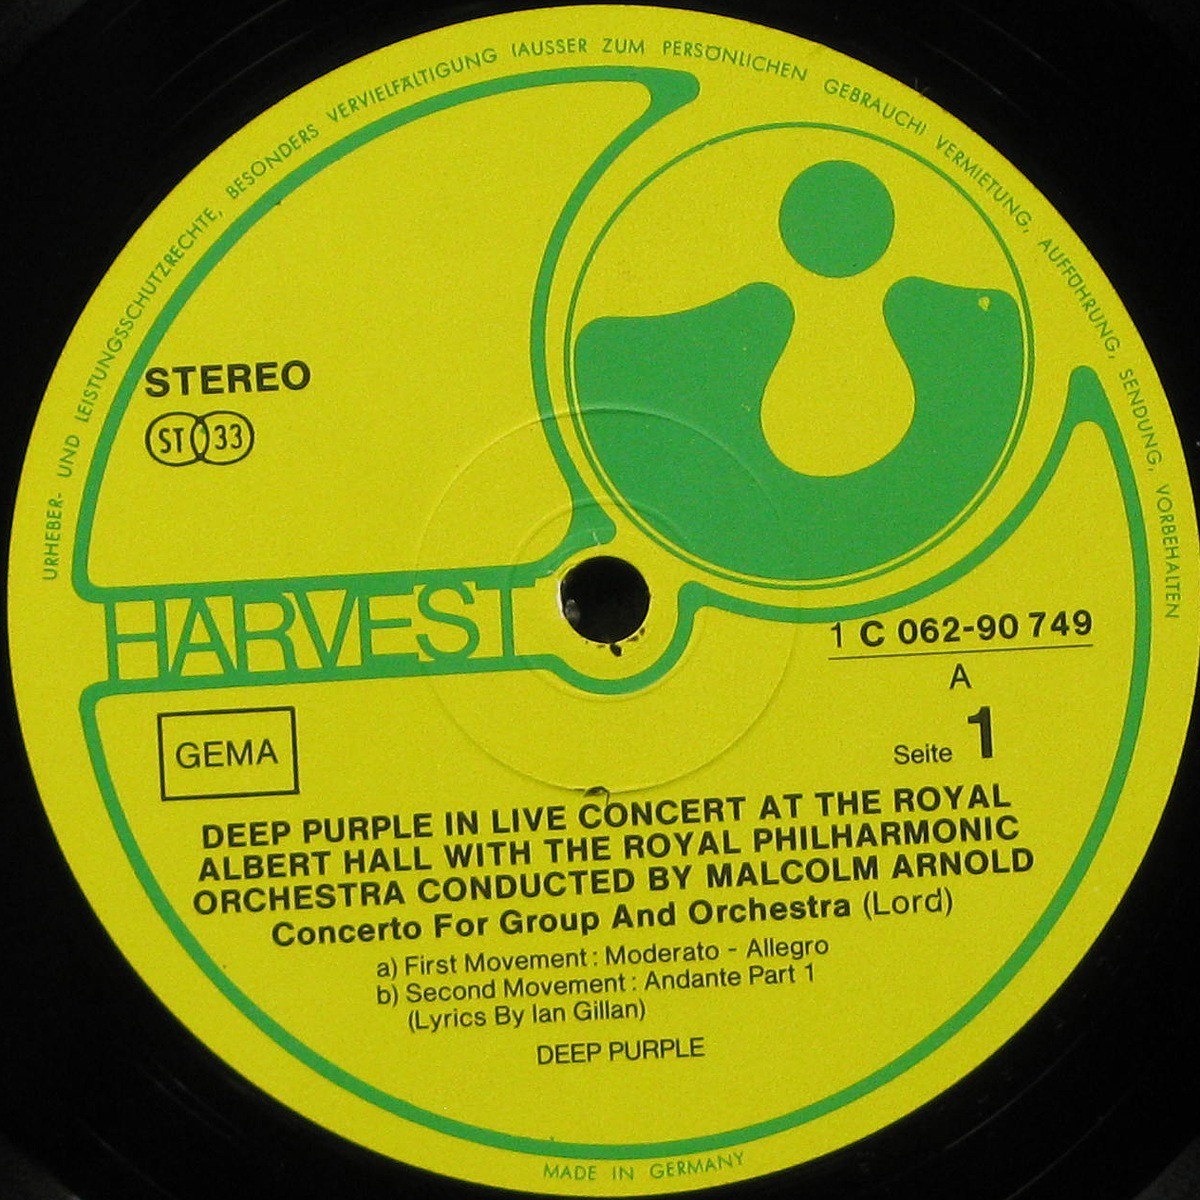 URHEBER- UND LEISTUNGSSCHUTZRECHTE, BESONDERS VERVIELFÄLTIGUNG (AUSSER ZUM PERSÖNLICHEN GEBRAUCH) VERMIETUNG, AUFFÜHRUNG, SENDUNG, VORBEHALTEN
STEREO
ST 33
HARVEST
1 C 062-90 749
A
Seite 1
GEMA
DEEP PURPLE IN LIVE CONCERT AT THE ROYAL
ALBERT HALL WITH THE ROYAL PHILHARMONIC
ORCHESTRA CONDUCTED BY MALCOLM ARNOLD
Concerto For Group And Orchestra (Lord)
a) First Movement : Moderato - Allegro
b) Second Movement : Andante Part 1
(Lyrics By Ian Gillan)
DEEP PURPLE
MADE IN GERMANY